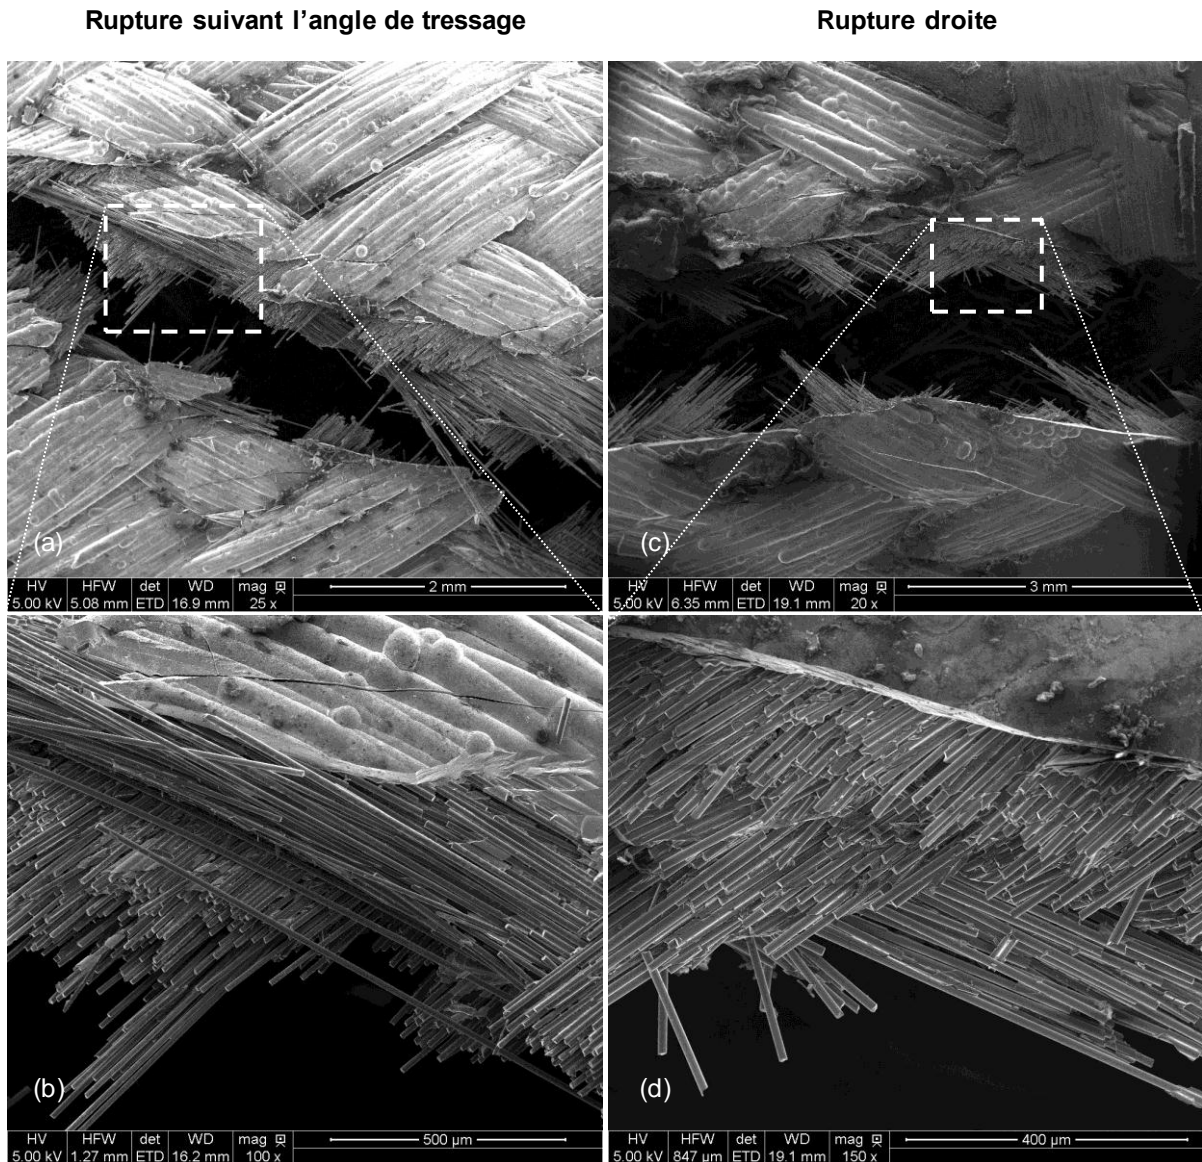 Rupture suivant l’angle de tressage
Rupture droite
(a)
HV HFW det WD mag
5.00 kV 5.08 mm ETD 16.9 mm 25 x
2 mm
(c)
HV HFW det WD mag
5.00 kV 6.35 mm ETD 19.1 mm 20 x
3 mm
(b)
HV HFW det WD mag
5.00 kV 1.27 mm ETD 16.2 mm 100 x
500 µm
(d)
HV HFW det WD mag
5.00 kV 847 µm ETD 19.1 mm 150 x
400 µm